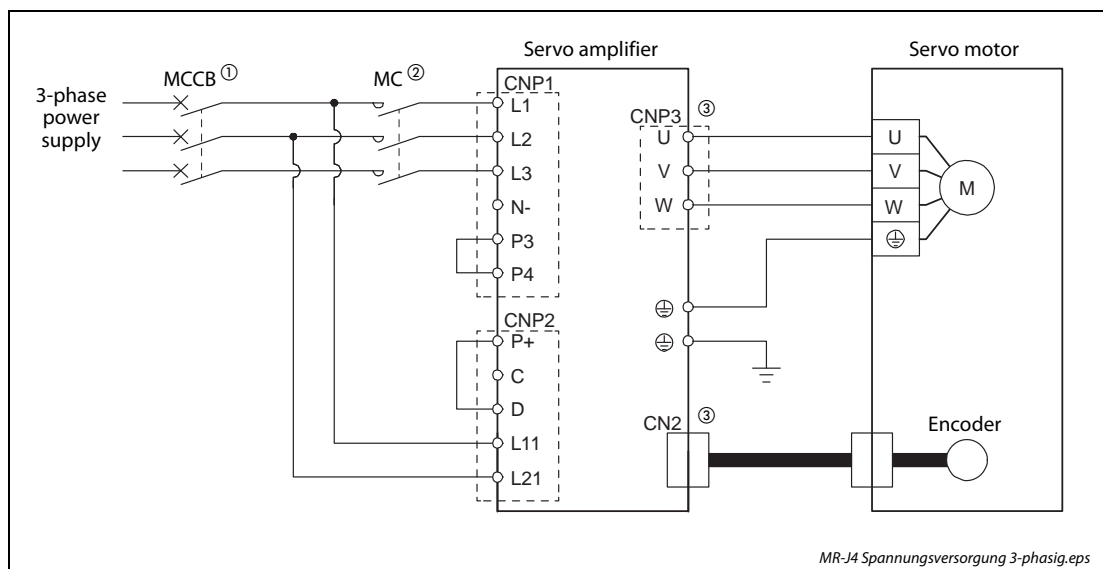 Servo amplifier
Servo motor
MCCB ①
MC ②
CNP1
3-phase
power
supply
L1
L2
L3
N-
P3
P4
CNP2
P+
C
D
L11
L21
CNP3 ③
U
V
W
CN2 ③
U
V
W
M
Encoder
MR-J4 Spannungsversorgung 3-phasig.eps